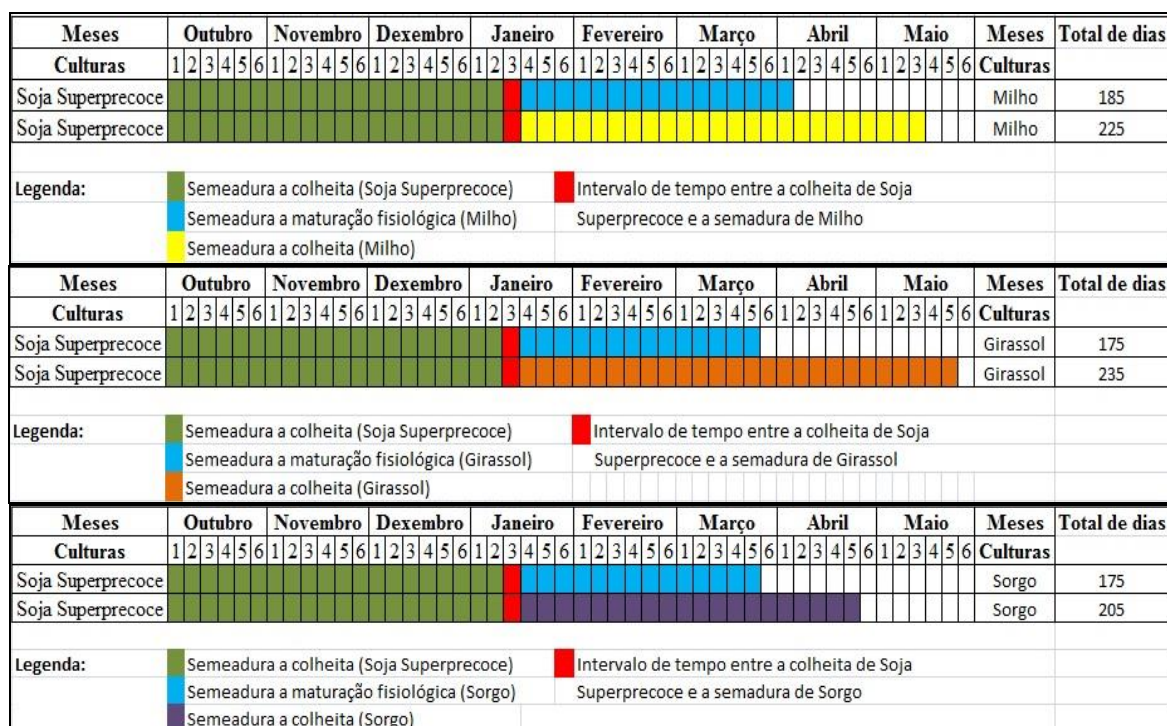 Meses Outubro Novembro Dexembro Janeiro Fevereiro Março Abril Maio Meses Total de dias
Culturas 1 2 3 4 5 6 1 2 3 4 5 6 1 2 3 4 5 6 1 2 3 4 5 6 1 2 3 4 5 6 1 2 3 4 5 6 1 2 3 4 5 6 1 2 3 4 5 6 Culturas
Soja Superprecoce Milho 185
Soja Superprecoce Milho 225
Legenda: Semeadura a colheita (Soja Superprecoce) Intervalo de tempo entre a colheita de Soja
Semeadura a maturação fisiológica (Milho) Superprecoce e a semadura de Milho
Semeadura a colheita (Milho)
Meses Outubro Novembro Dexembro Janeiro Fevereiro Março Abril Maio Meses Total de dias
Culturas 1 2 3 4 5 6 1 2 3 4 5 6 1 2 3 4 5 6 1 2 3 4 5 6 1 2 3 4 5 6 1 2 3 4 5 6 1 2 3 4 5 6 1 2 3 4 5 6 Culturas
Soja Superprecoce Girassol 175
Soja Superprecoce Girassol 235
Legenda: Semeadura a colheita (Soja Superprecoce) Intervalo de tempo entre a colheita de Soja
Semeadura a maturação fisiológica (Girassol) Superprecoce e a semadura de Girassol
Semeadura a colheita (Girassol)
Meses Outubro Novembro Dexembro Janeiro Fevereiro Março Abril Maio Meses Total de dias
Culturas 1 2 3 4 5 6 1 2 3 4 5 6 1 2 3 4 5 6 1 2 3 4 5 6 1 2 3 4 5 6 1 2 3 4 5 6 1 2 3 4 5 6 1 2 3 4 5 6 Culturas
Soja Superprecoce Sorgo 175
Soja Superprecoce Sorgo 205
Legenda: Semeadura a colheita (Soja Superprecoce) Intervalo de tempo entre a colheita de Soja
Semeadura a maturação fisiológica (Sorgo) Superprecoce e a semadura de Sorgo
Semeadura a colheita (Sorgo)